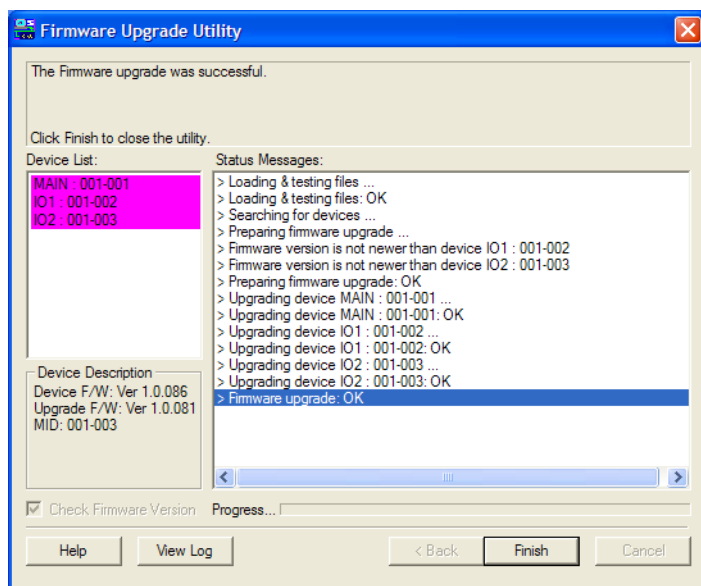 Firmware Upgrade Utility
The Firmware upgrade was successful.
Click Finish to close the utility.
Device List:
MAIN : 001-001
IO1 : 001-002
IO2 : 001-003
Status Messages:
> Loading & testing files ...
> Loading & testing files: OK
> Searching for devices ...
> Preparing firmware upgrade ...
> Firmware version is not newer than device IO1 : 001-002
> Firmware version is not newer than device IO2 : 001-003
> Preparing firmware upgrade: OK
> Upgrading device MAIN : 001-001 ...
> Upgrading device MAIN : 001-001: OK
> Upgrading device IO1 : 001-002 ...
> Upgrading device IO1 : 001-002: OK
> Upgrading device IO2 : 001-003 ...
> Upgrading device IO2 : 001-003: OK
> Firmware upgrade: OK
Device Description
Device F/W: Ver 1.0.086
Upgrade F/W: Ver 1.0.081
MID: 001-003
Check Firmware Version
Progress...
Help
View Log
< Back
Finish
Cancel